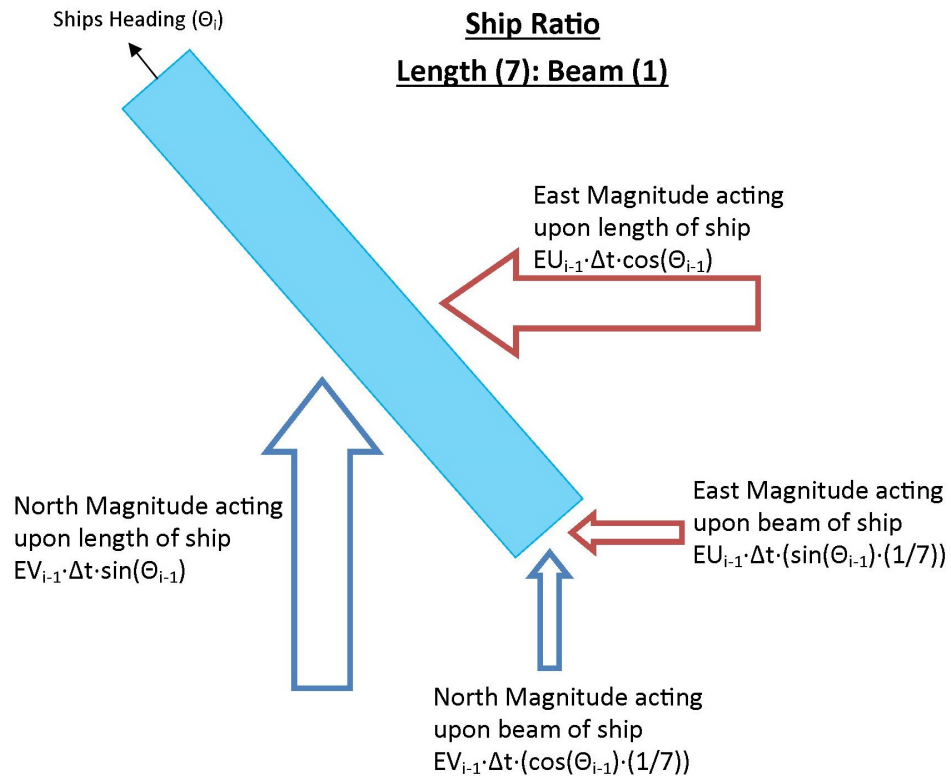 Ships Heading (Θᵢ)
Ship Ratio
Length (7): Beam (1)
East Magnitude acting
upon length of ship
EUᵢ₋₁·Δt·cos(Θᵢ₋₁)
North Magnitude acting
upon length of ship
EVᵢ₋₁·Δt·sin(Θᵢ₋₁)
East Magnitude acting
upon beam of ship
EUᵢ₋₁·Δt·(sin(Θᵢ₋₁)·(1/7))
North Magnitude acting
upon beam of ship
EVᵢ₋₁·Δt·(cos(Θᵢ₋₁)·(1/7))